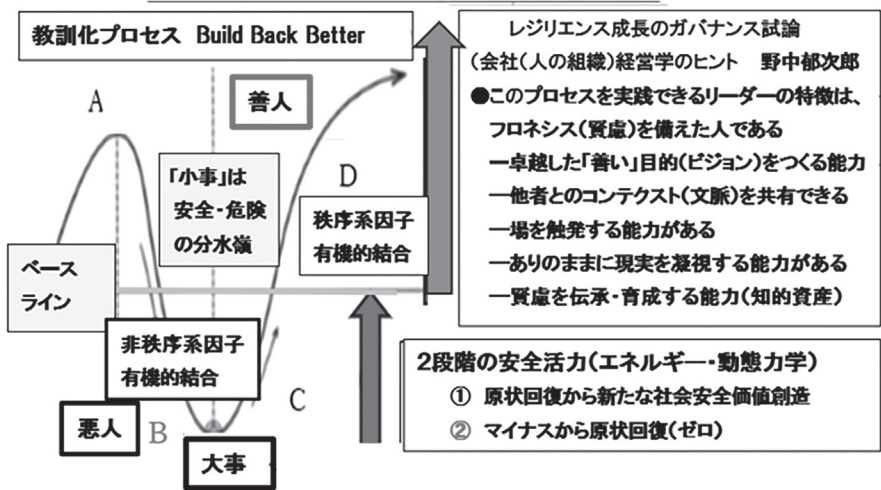 教訓化プロセス Build Back Better
A
善人
「小事」は
安全・危険
の分水嶺
D
秩序系因子
有機的結合
ベース
ライン
非秩序系因子
有機的結合
C
悪人
B
大事
レジリエンス成長のガバナンス試論
(会社(人の組織)経営学のヒント 野中郁次郎
●このプロセスを実践できるリーダーの特徴は、
フロネシス(賢慮)を備えた人である
ー卓越した「善い」目的(ビジョン)をつくる能力
ー他者とのコンテクスト(文脈)を共有できる
ー場を触発する能力がある
ーありのままに現実を凝視する能力がある
ー賢慮を伝承・育成する能力(知的資産)
2段階の安全活力(エネルギー・動態力学)
① 原状回復から新たな社会安全価値創造
② マイナスから原状回復(ゼロ)